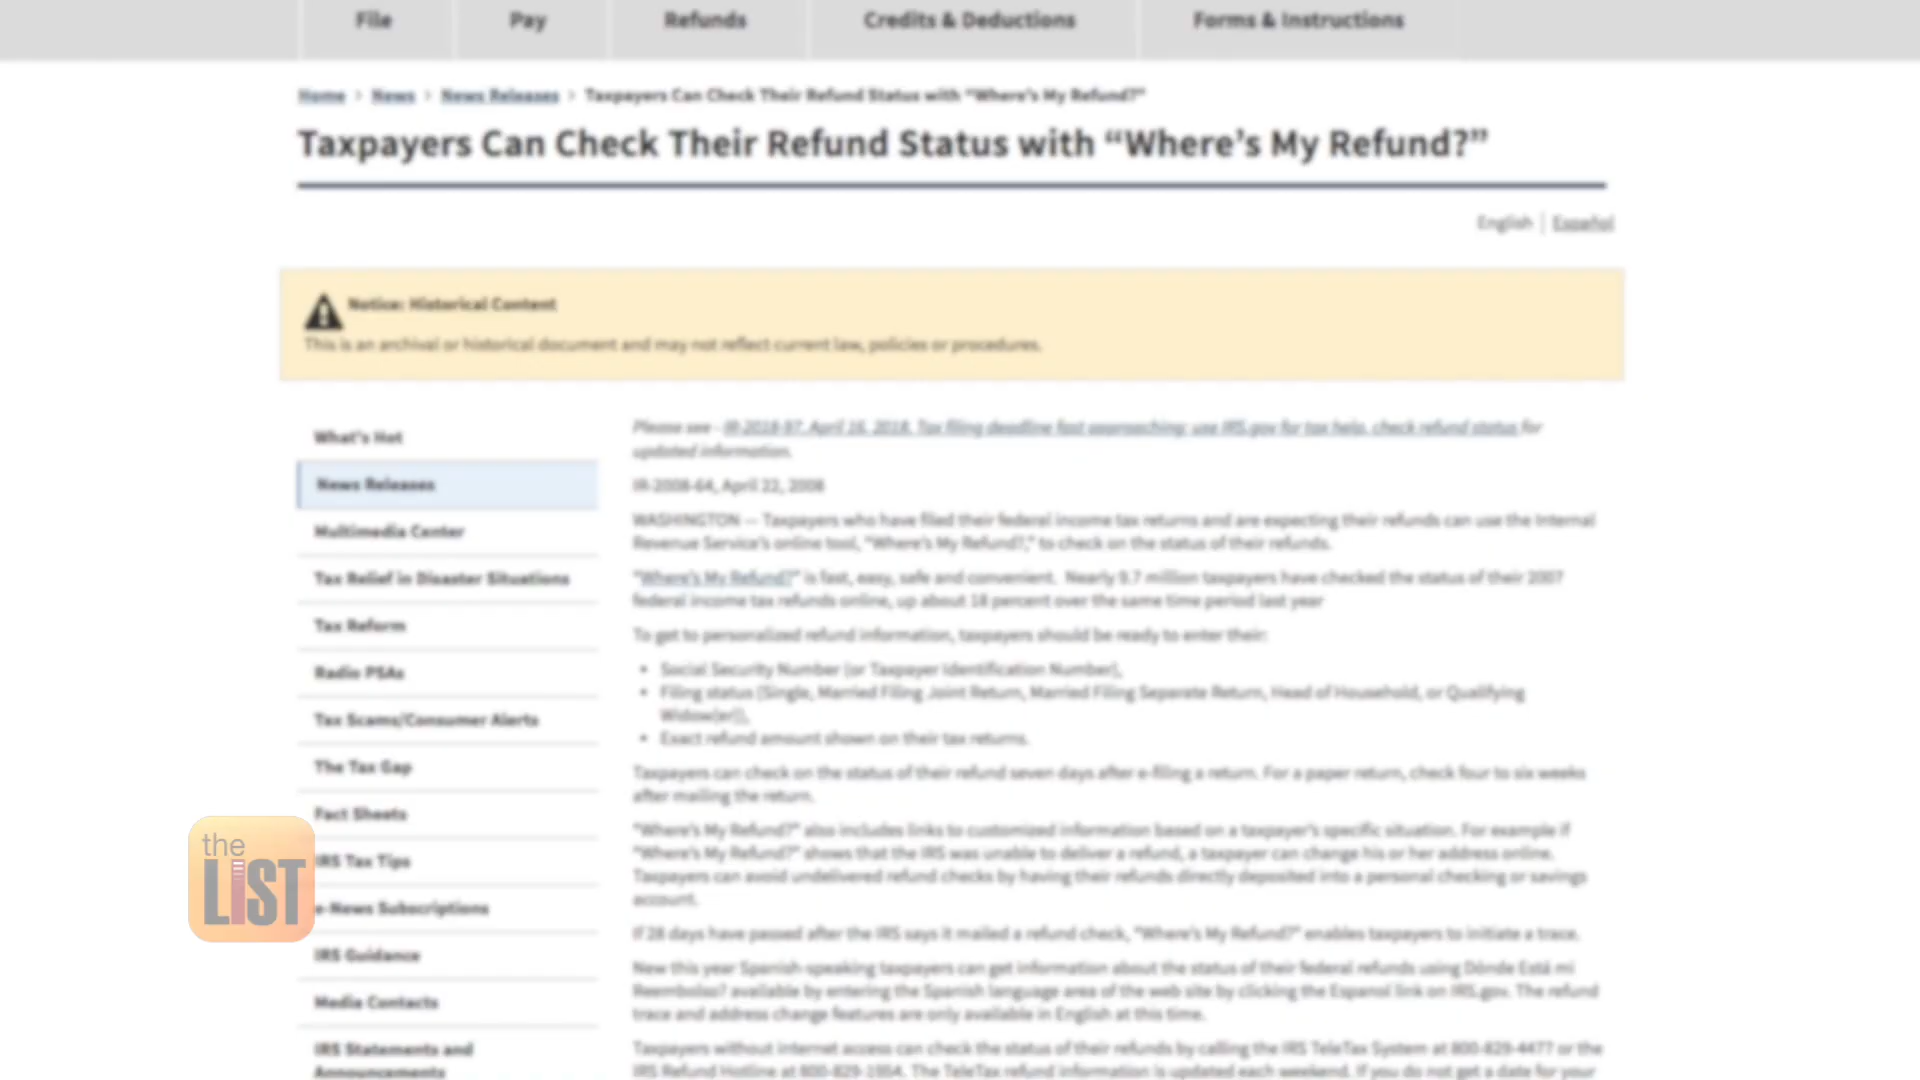 File Pay Refunds Credits & Deductions Forms & Instructions
Home > News > News Releases > Taxpayers Can Check Their Refund Status with “Where's My Refund?”
Taxpayers Can Check Their Refund Status with “Where’s My Refund?”
English | Español
Notice: Historical Content
This is an archival or historical document and may not reflect current law, policies or procedures.
What's Hot
News Releases
Multimedia Center
Tax Relief in Disaster Situations
Tax Reform
Radio PSAs
Tax Scams/Consumer Alerts
The Tax Gap
Fact Sheets
IRS Tax Tips
e-News Subscriptions
IRS Guidance
Media Contacts
IRS Statements and
Announcements
Please see - IR-2018-97, April 16, 2018, Tax filing deadline fast approaching; use IRS.gov for tax help, check refund status for
updated information.
IR-2008-64, April 22, 2008
WASHINGTON — Taxpayers who have filed their federal income tax returns and are expecting their refunds can use the Internal
Revenue Service's online tool, “Where's My Refund?,” to check on the status of their refunds.
“Where's My Refund?” is fast, easy, safe and convenient. Nearly 9.7 million taxpayers have checked the status of their 2007
federal income tax refunds online, up about 18 percent over the same time period last year
To get to personalized refund information, taxpayers should be ready to enter their:
• Social Security Number (or Taxpayer Identification Number),
• Filing status (Single, Married Filing Joint Return, Married Filing Separate Return, Head of Household, or Qualifying
Widow(er)),
• Exact refund amount shown on their tax returns.
Taxpayers can check on the status of their refund seven days after e-filing a return. For a paper return, check four to six weeks
after mailing the return.
“Where's My Refund?” also includes links to customized information based on a taxpayer's specific situation. For example if
“Where's My Refund?” shows that the IRS was unable to deliver a refund, a taxpayer can change his or her address online.
Taxpayers can avoid undelivered refund checks by having their refunds directly deposited into a personal checking or savings
account.
If 28 days have passed after the IRS says it mailed a refund check, “Where's My Refund?” enables taxpayers to initiate a trace.
New this year Spanish-speaking taxpayers can get information about the status of their federal refunds using Dónde Está mi
Reembolso? available by entering the Spanish language area of the web site by clicking the Espanol link on IRS.gov. The refund
trace and address change features are only available in English at this time.
Taxpayers without internet access can check the status of their refunds by calling the IRS TeleTax System at 800-829-4477 or the
IRS Refund Hotline at 800-829-1954. The TeleTax refund information is updated each weekend. If you do not get a date for your
the
LIST